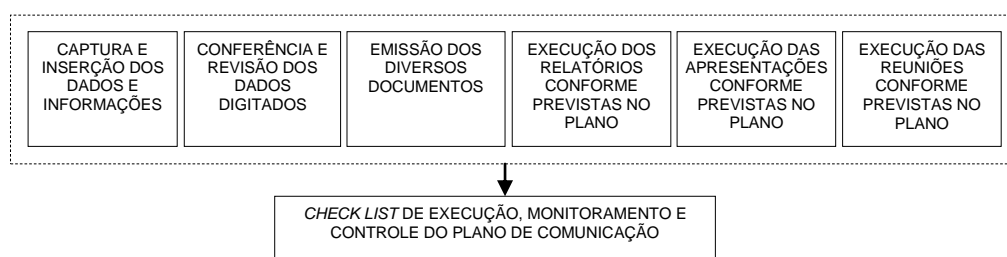 CAPTURA E
INSERÇÃO DOS
DADOS E
INFORMAÇÕES
CONFERÊNCIA E
REVISÃO DOS
DADOS
DIGITADOS
EMISSÃO DOS
DIVERSOS
DOCUMENTOS
EXECUÇÃO DOS
RELATÓRIOS
CONFORME
PREVISTAS NO
PLANO
EXECUÇÃO DAS
APRESENTAÇÕES
CONFORME
PREVISTAS NO
PLANO
EXECUÇÃO DAS
REUNIÕES
CONFORME
PREVISTAS NO
PLANO
CHECK LIST DE EXECUÇÃO, MONITORAMENTO E
CONTROLE DO PLANO DE COMUNICAÇÃO